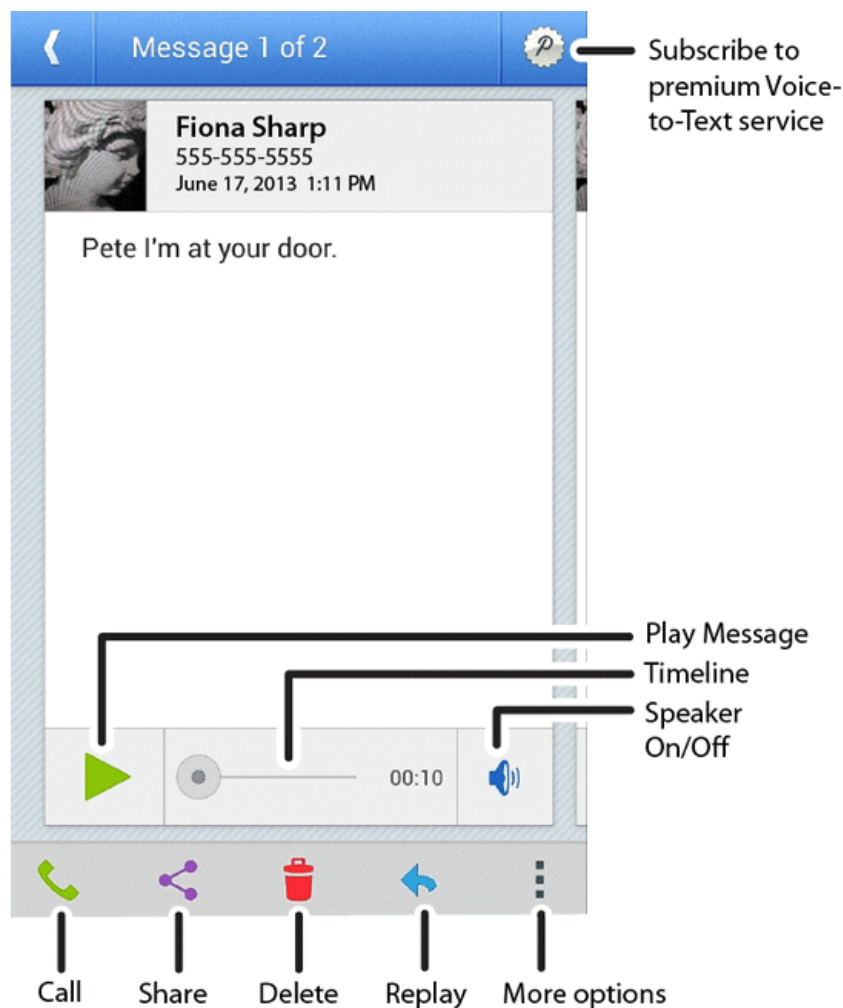 Message 1 of 2
P
Subscribe to
premium Voice-
to-Text service
Fiona Sharp
555-555-5555
June 17, 2013 1:11 PM
Pete I'm at your door.
Play Message
Timeline
Speaker
On/Off
00:10
Call Share Delete Replay More options